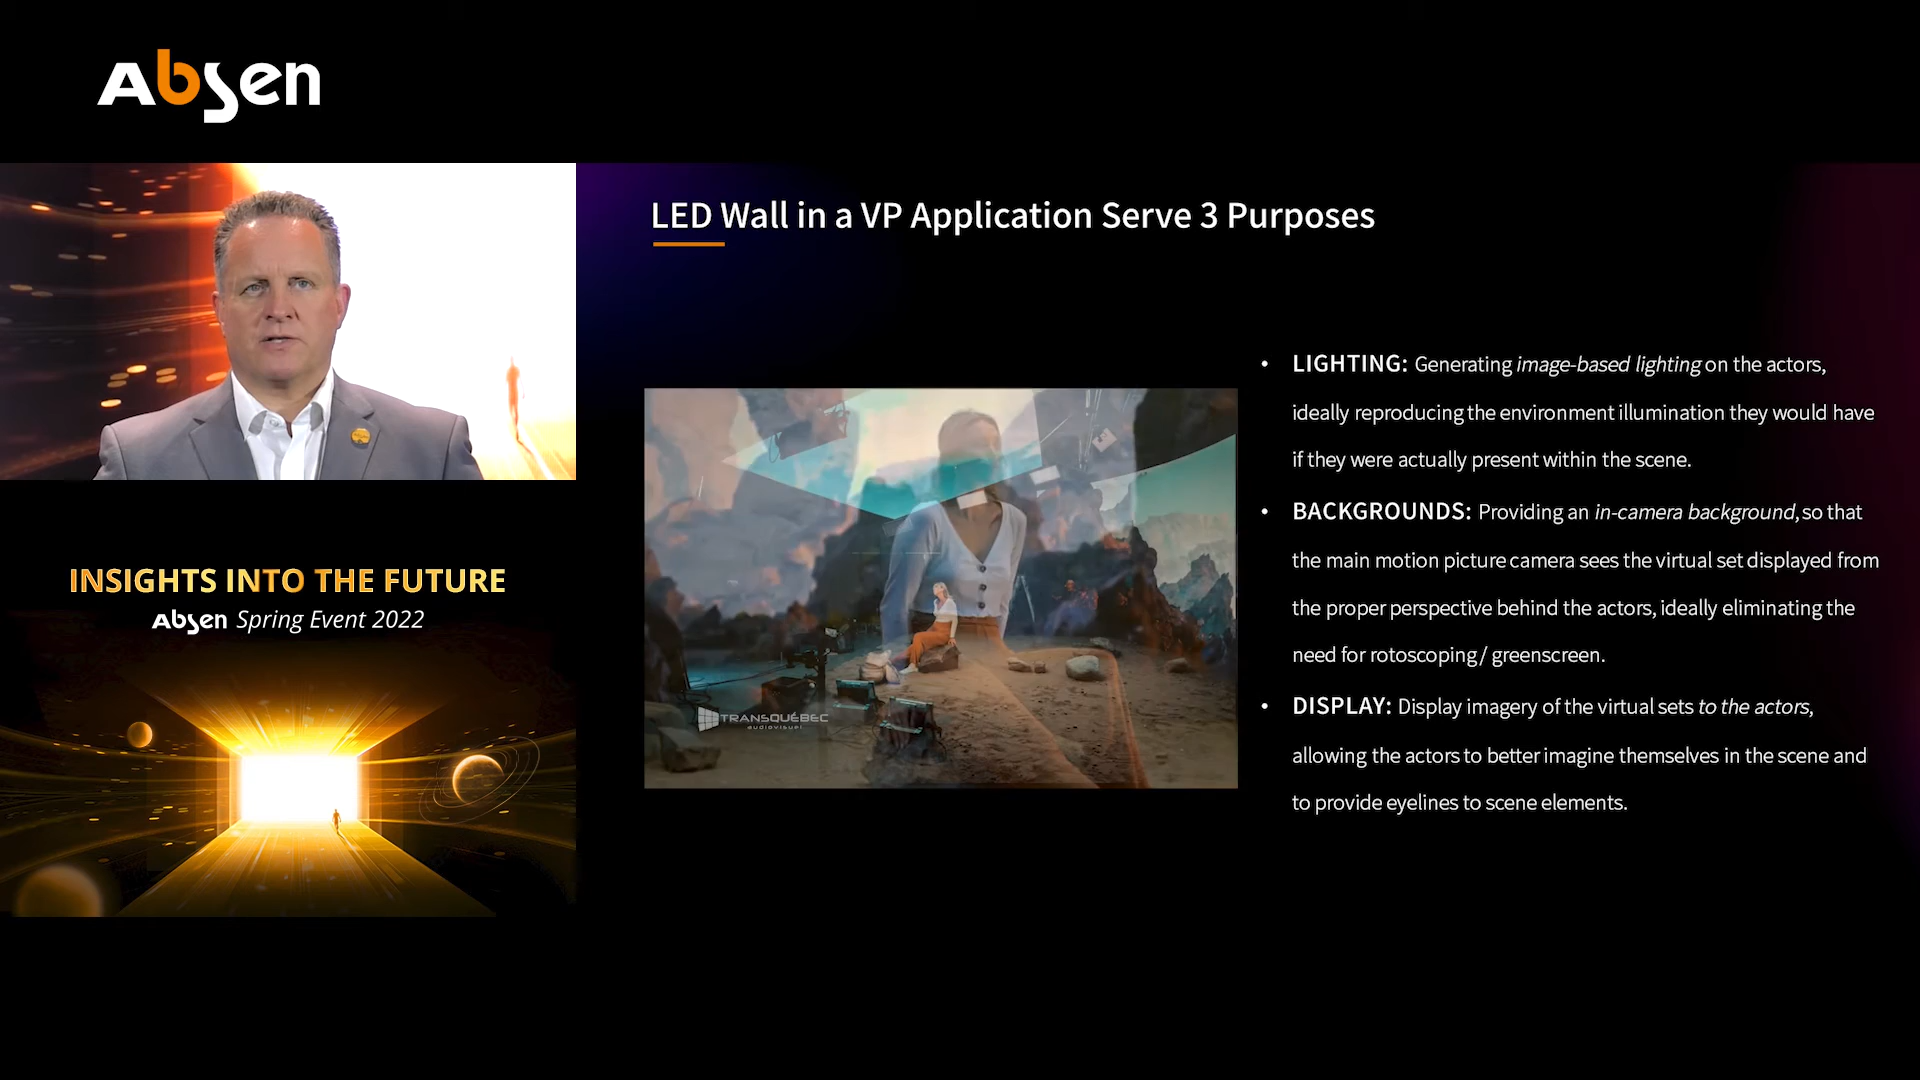 Absen
LED Wall in a VP Application Serve 3 Purposes
• LIGHTING: Generating image-based lighting on the actors,
ideally reproducing the environment illumination they would have
if they were actually present within the scene.
• BACKGROUNDS: Providing an in-camera background, so that
the main motion picture camera sees the virtual set displayed from
the proper perspective behind the actors, ideally eliminating the
need for rotoscoping/ greenscreen.
• DISPLAY: Display imagery of the virtual sets to the actors,
allowing the actors to better imagine themselves in the scene and
to provide eyelines to scene elements.
TRANSQUÉBEC
audiovisuel
INSIGHTS INTO THE FUTURE
Absen Spring Event 2022